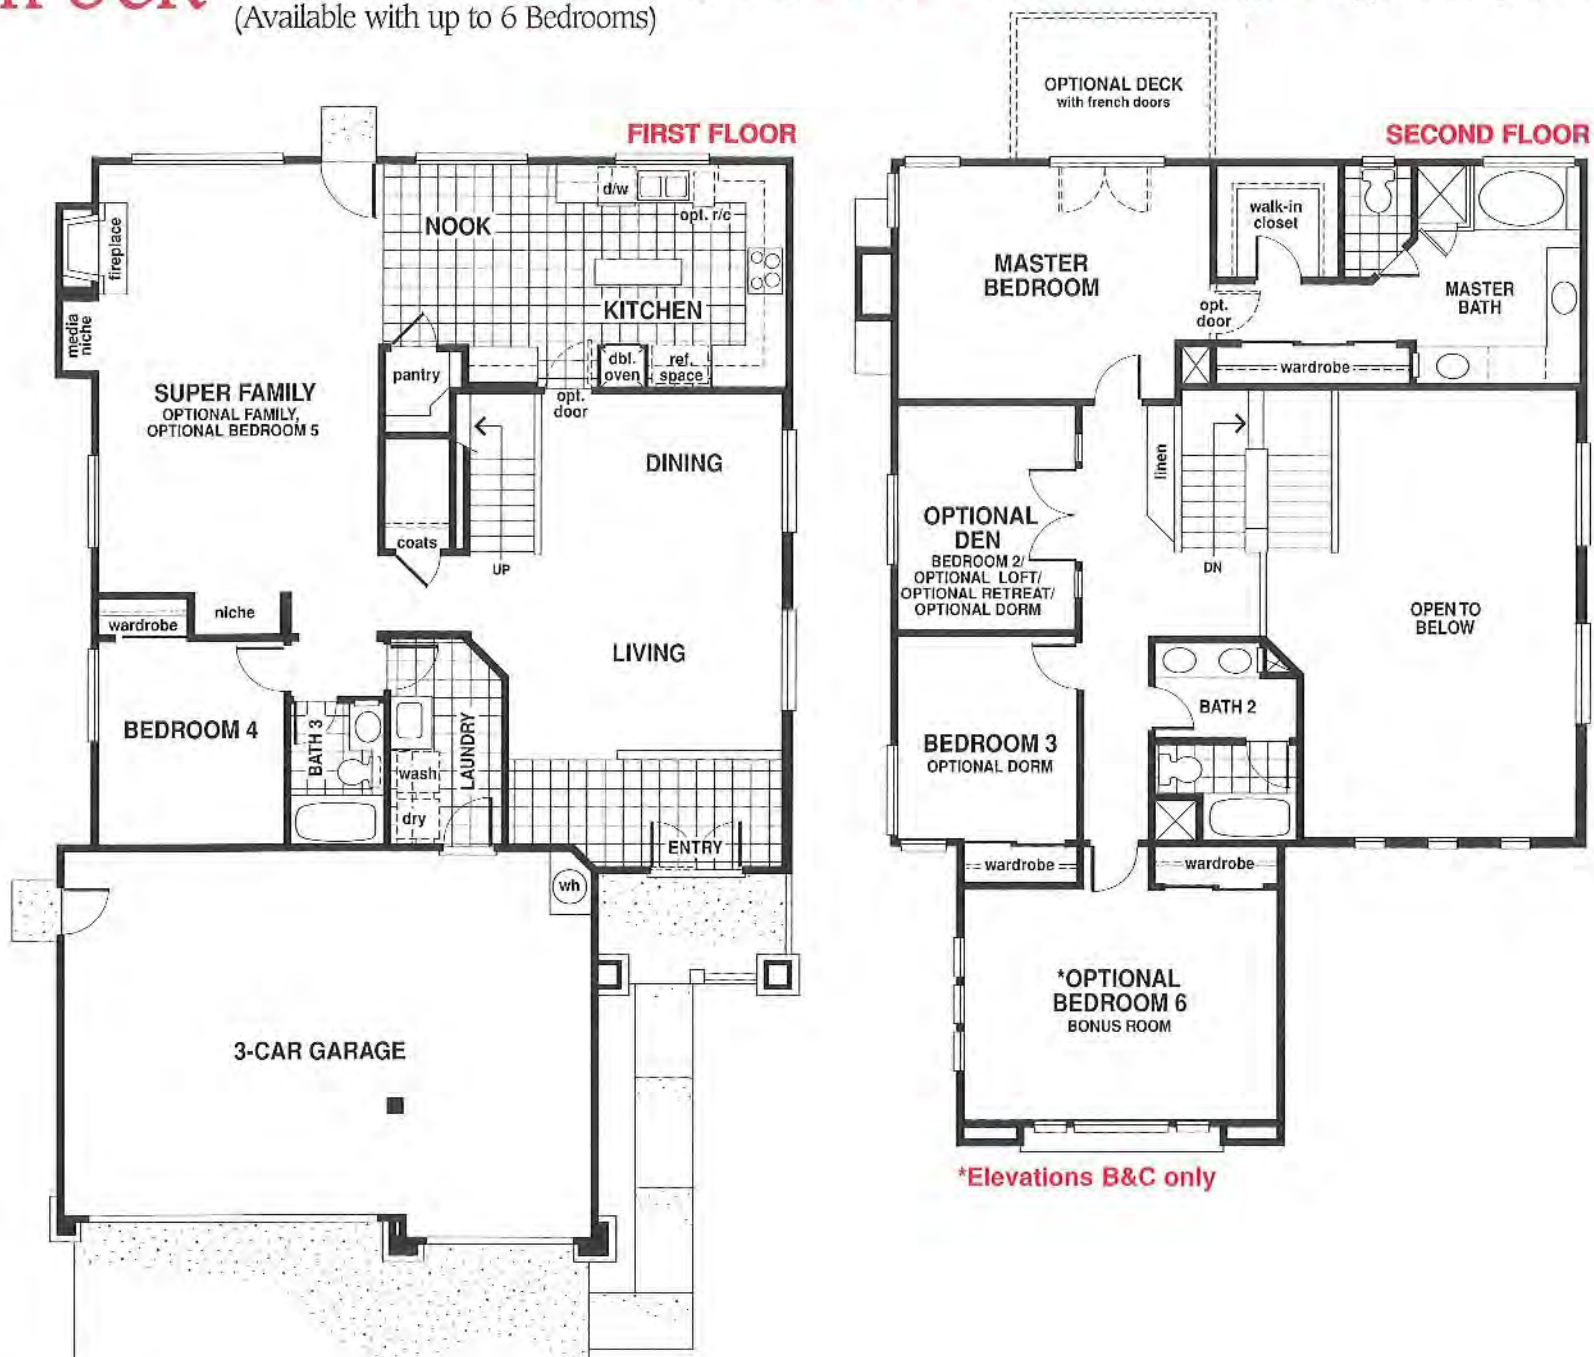 (Available with up to 6 Bedrooms)
FIRST FLOOR
d/w
opt. r/c
NOOK
fireplace
KITCHEN
media
niche
dbl.
oven
ref.
space
pantry
opt.
door
SUPER FAMILY
OPTIONAL FAMILY,
OPTIONAL BEDROOM 5
DINING
coats
UP
wardrobe
niche
LIVING
BEDROOM 4
BATH 3
LAUNDRY
wash
dry
ENTRY
wh
3-CAR GARAGE
OPTIONAL DECK
with french doors
SECOND FLOOR
walk-in
closet
MASTER
BEDROOM
MASTER
BATH
opt.
door
wardrobe
linen
OPTIONAL
DEN
BEDROOM 2/
OPTIONAL LOFT/
OPTIONAL RETREAT/
OPTIONAL DORM
DN
OPEN TO
BELOW
BATH 2
BEDROOM 3
OPTIONAL DORM
wardrobe
wardrobe
*OPTIONAL
BEDROOM 6
BONUS ROOM
*Elevations B&C only